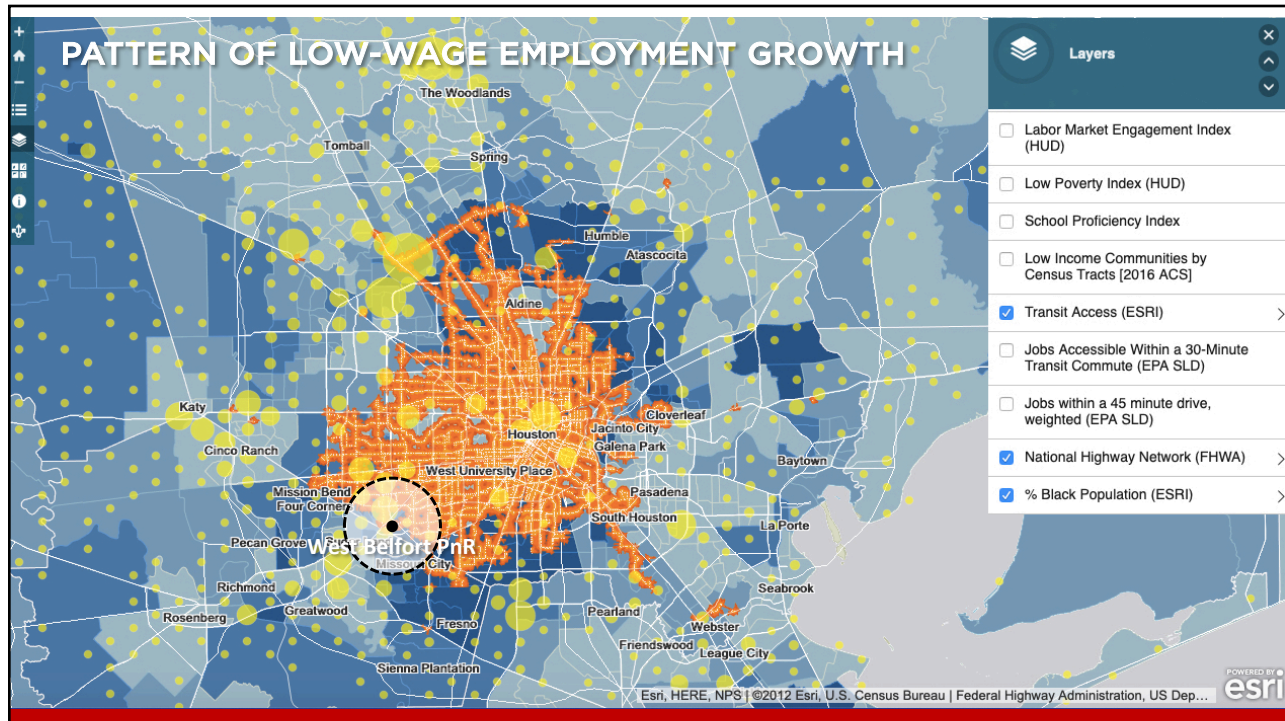 PATTERN OF LOW-WAGE EMPLOYMENT GROWTH
The Woodlands
Tomball
Spring
Humble
Atascocita
Aldine
Katy
Cinco Ranch
Houston
Cloverleaf
Jacinto City
Galena Park
West University Place
Baytown
Mission Bend
Four Corner
Pasadena
South Houston
La Porte
Pecan Grove
West Belfort PnR
Missouri City
Richmond
Greatwood
Rosenberg
Fresno
Sienna Plantation
Pearland
Seabrook
Webster
Friendswood
League City
Layers
Labor Market Engagement Index
(HUD)
Low Poverty Index (HUD)
School Proficiency Index
Low Income Communities by
Census Tracts [2016 ACS]
Transit Access (ESRI)
Jobs Accessible Within a 30-Minute
Transit Commute (EPA SLD)
Jobs within a 45 minute drive,
weighted (EPA SLD)
National Highway Network (FHWA)
% Black Population (ESRI)
Esri, HERE, NPS | ©2012 Esri, U.S. Census Bureau | Federal Highway Administration, US Dep...
POWERED BY
esri